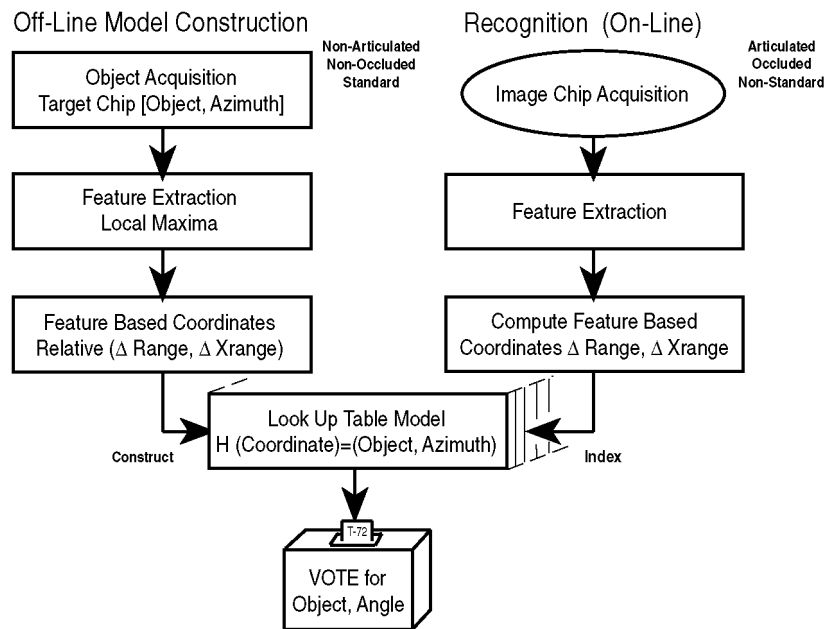 Off-Line Model Construction
Non-Articulated
Non-Occluded
Standard
Object Acquisition
Target Chip [Object, Azimuth]
Feature Extraction
Local Maxima
Feature Based Coordinates
Relative (Δ Range, Δ Xrange)
Recognition (On-Line)
Articulated
Occluded
Non-Standard
Image Chip Acquisition
Feature Extraction
Compute Feature Based
Coordinates Δ Range, Δ Xrange
Construct
Look Up Table Model
H (Coordinate)=(Object, Azimuth)
Index
T-72
VOTE for
Object, Angle